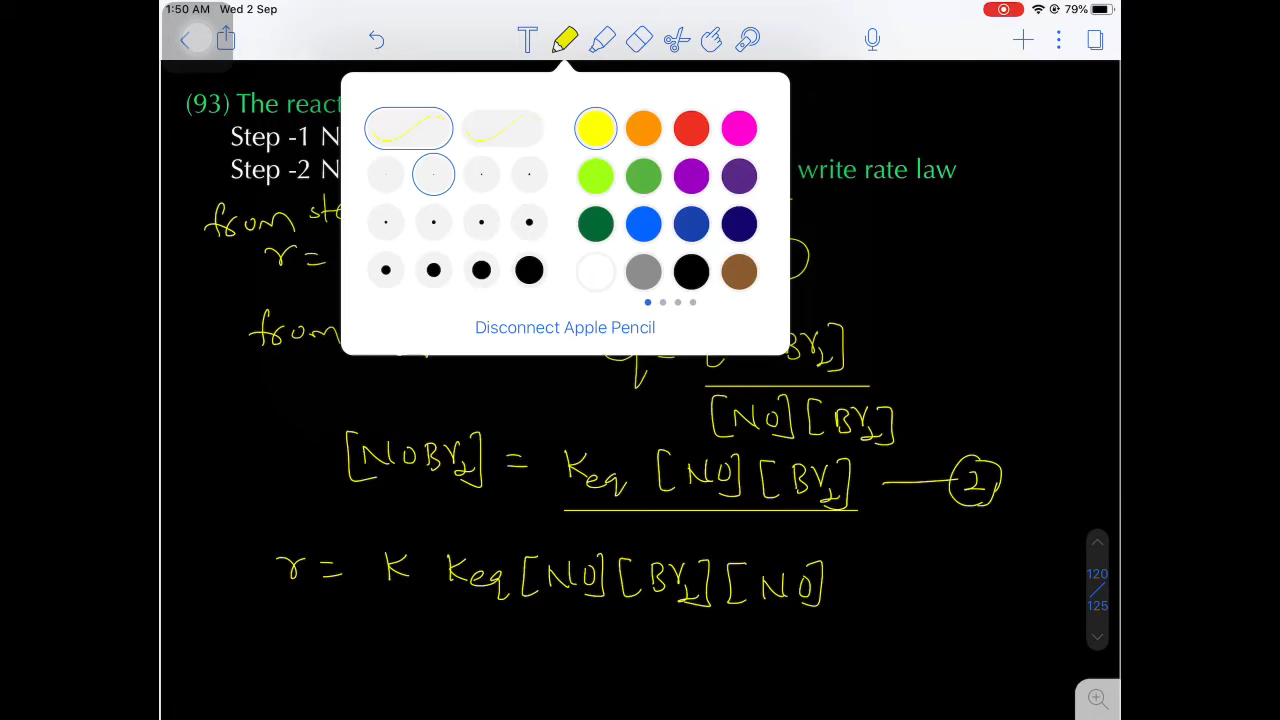 1:50 AM Wed 2 Sep 79%
T
(93) The react
Step -1 N
Step -2 N write rate law
from ste
r =
from
Disconnect Apple Pencil
q = [ Br₂]
[NO][Br₂]
[NOBr₂] = Keq [NO][Br₂] — 2
r = K Keq[NO][Br₂][NO]
120
/
125